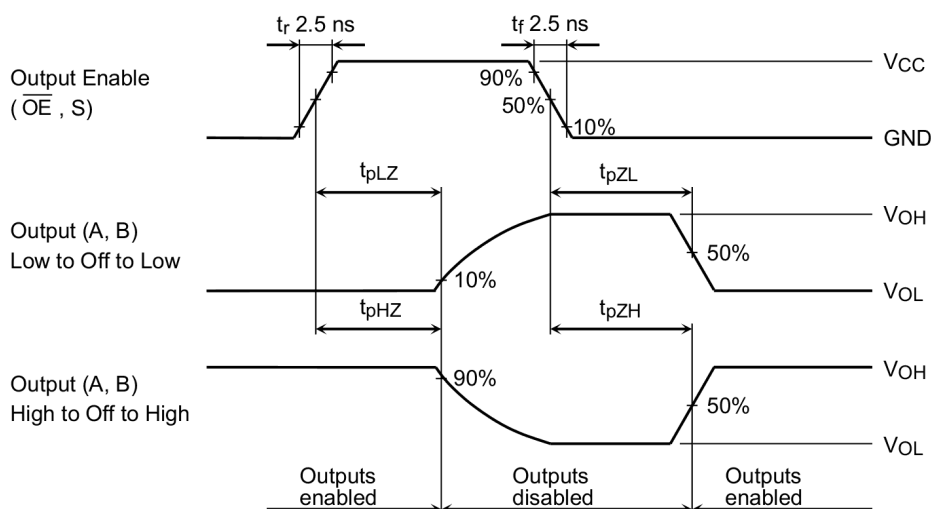 tr 2.5 ns
tf 2.5 ns
Output Enable
( OE , S)
90%
50%
10%
VCC
GND
tpLZ
tpZL
Output (A, B)
Low to Off to Low
10%
50%
VOH
VOL
tpHZ
tpZH
Output (A, B)
High to Off to High
90%
50%
VOH
VOL
Outputs
enabled
Outputs
disabled
Outputs
enabled